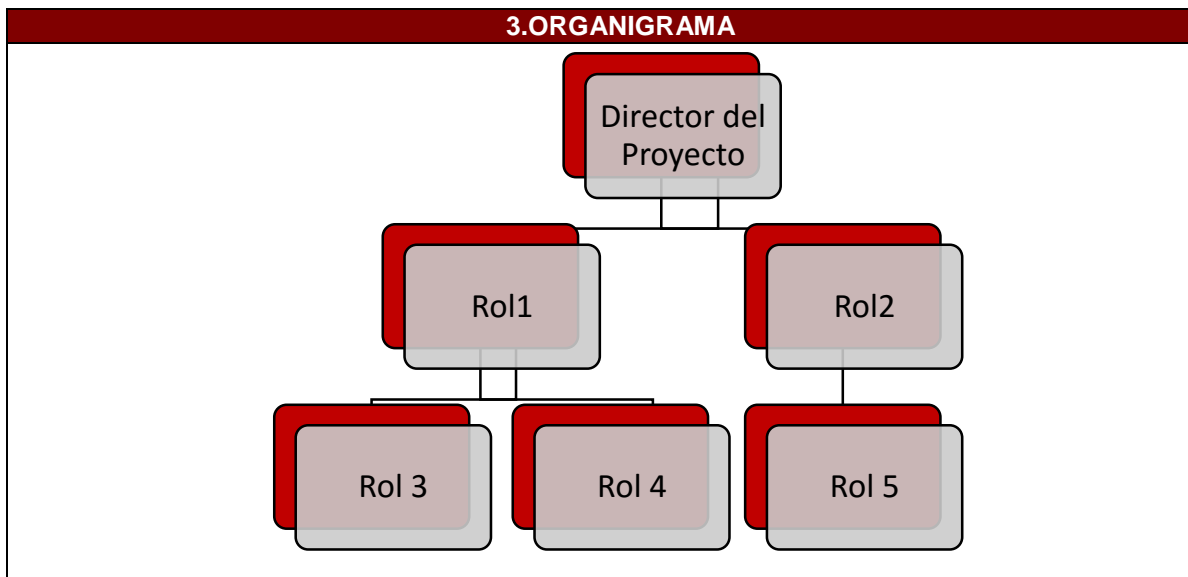 3.ORGANIGRAMA
Director del
Proyecto
Rol1
Rol2
Rol 3
Rol 4
Rol 5